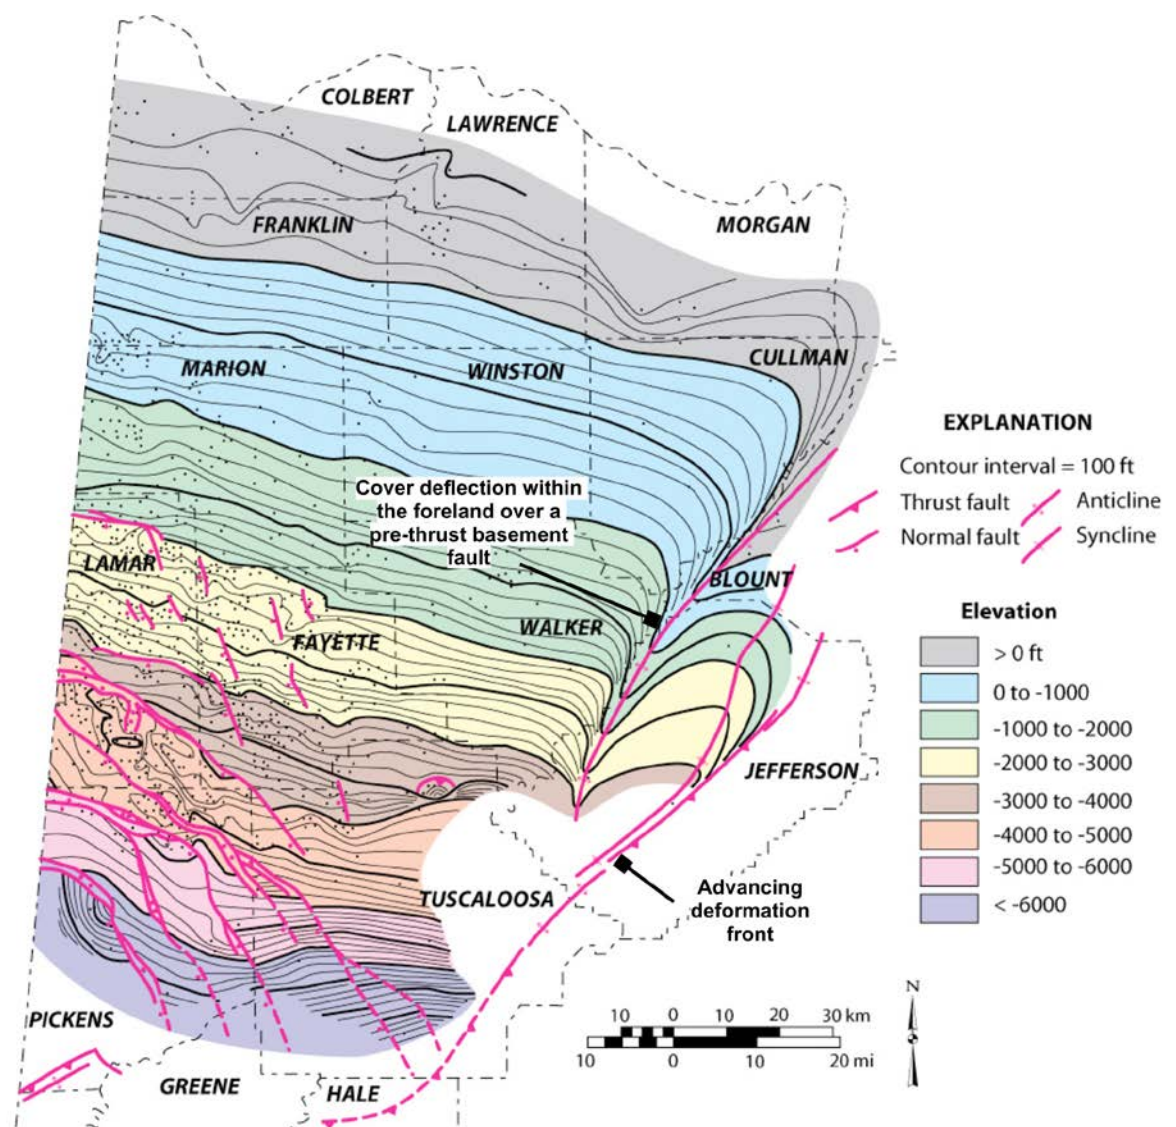 COLBERT
LAWRENCE
MORGAN
FRANKLIN
CULLMAN
MARION
WINSTON
EXPLANATION
Contour interval = 100 ft
Thrust fault
Anticline
Normal fault
Syncline
Cover deflection within
the foreland over a
pre-thrust basement
fault
LAMAR
BLOUNT
WALKER
FAYETTE
Elevation
> 0 ft
0 to -1000
-1000 to -2000
-2000 to -3000
-3000 to -4000
-4000 to -5000
-5000 to -6000
< -6000
JEFFERSON
TUSCALOOSA
Advancing
deformation
front
PICKENS
GREENE
HALE
N
10 0 10 20 30 km
10 0 10 20 mi